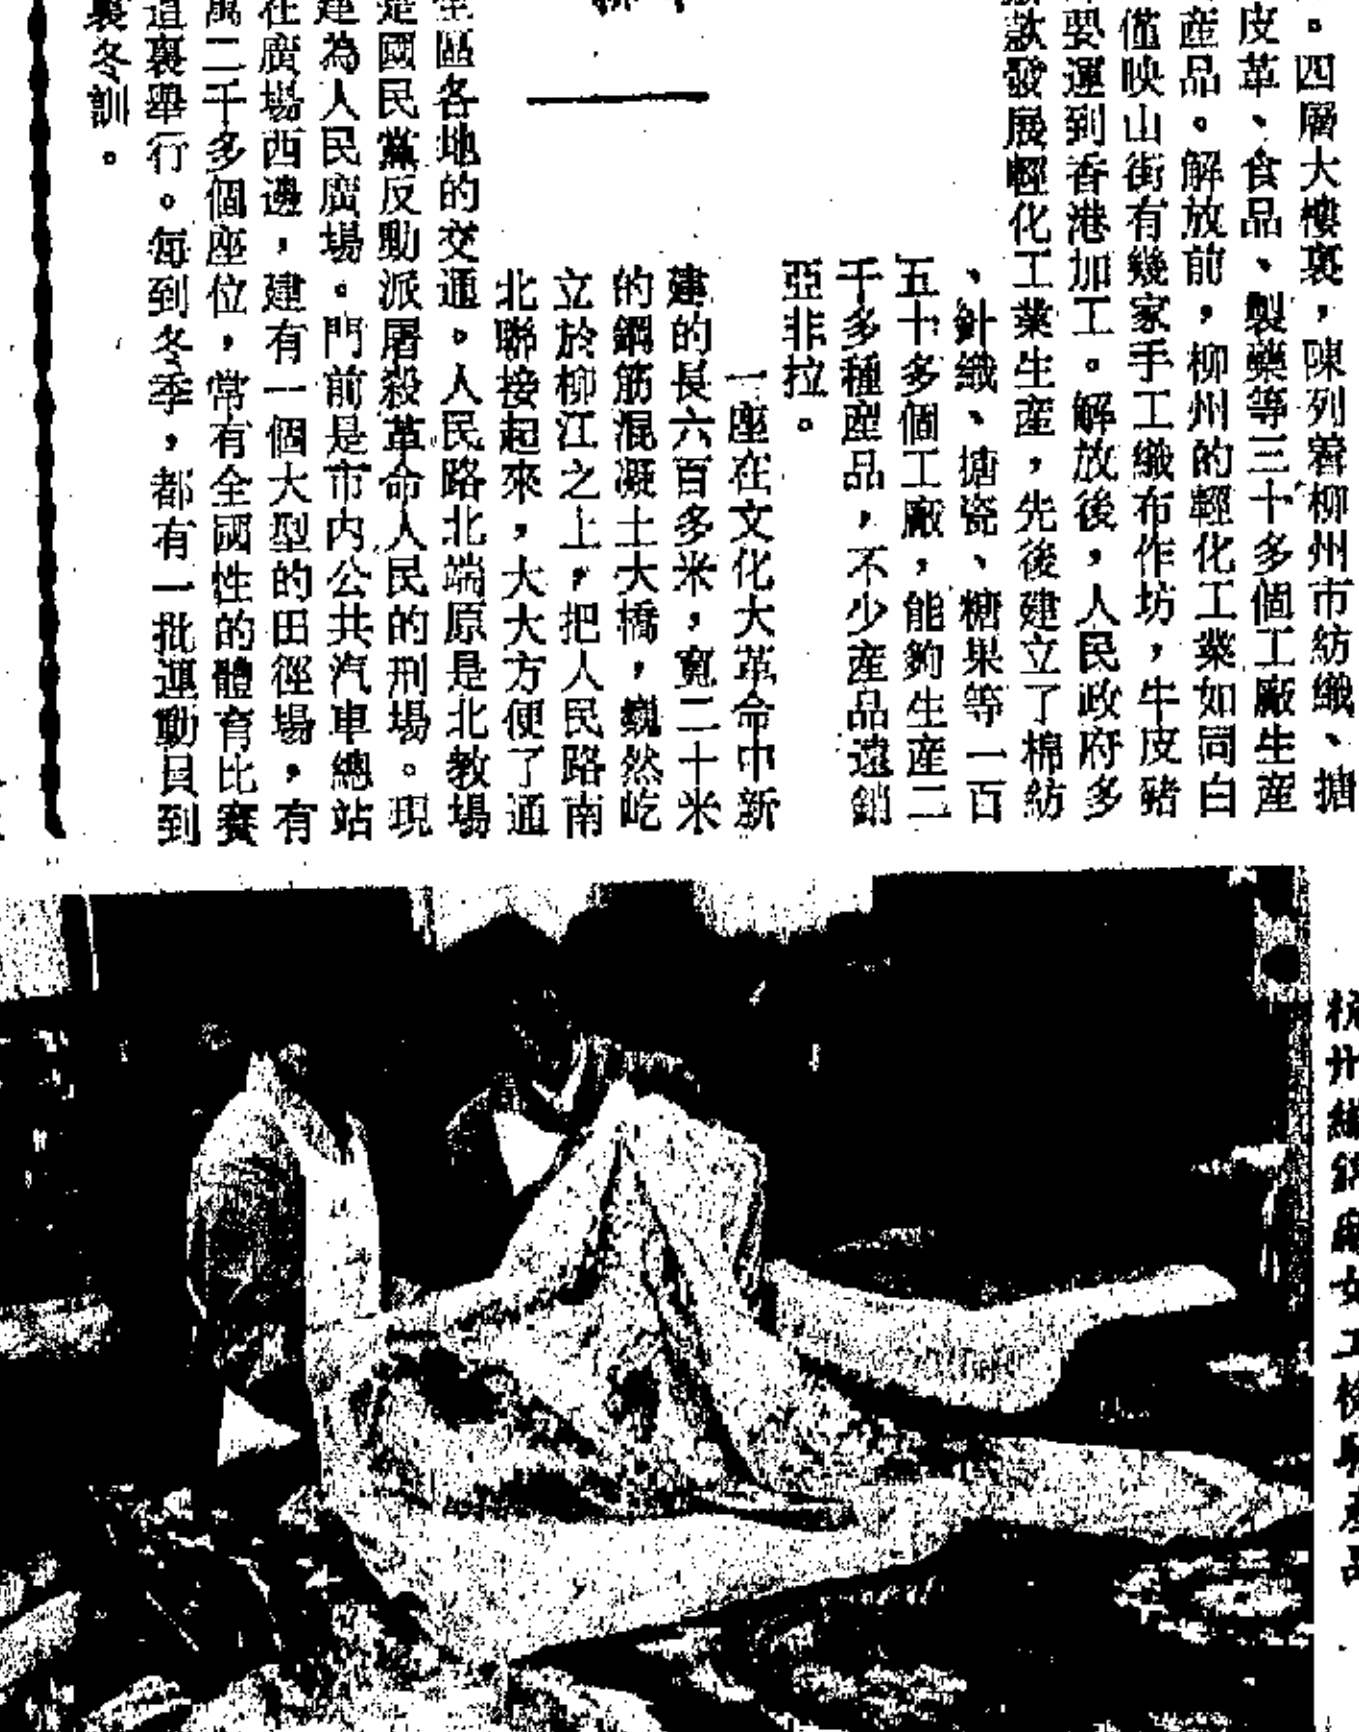 。四層大樓裏，陳列着柳州市紡織、搪
皮革、食品、製藥等三十多個工廠生產
產品。解放前，柳州的輕化工業如同白
僅映山街有幾家手工織布作坊，牛皮豬
要運到香港加工。解放後，人民政府多
款發展輕化工業生產，先後建立了棉紡
、針織、搪瓷、糖果等一百
五十多個工廠，能夠生產二
千多種產品，不少產品遠銷
亞非拉。
一座在文化大革命中新
建的長六百多米，寬二十米
的鋼筋混凝土大橋，巍然屹
立於柳江之上，把人民路南
北聯接起來，大大方便了通
區各地的交通。人民路北端原是北教場
是國民黨反動派屠殺革命人民的刑場。現
建為人民廣場。門前是市內公共汽車總站
在廣場西邊，建有一個大型的田徑場，有
萬二千多個座位，常有全國性的體育比賽
這裏舉行。每到冬季，都有一批運動員到
裏冬訓。
女工檢驗產品